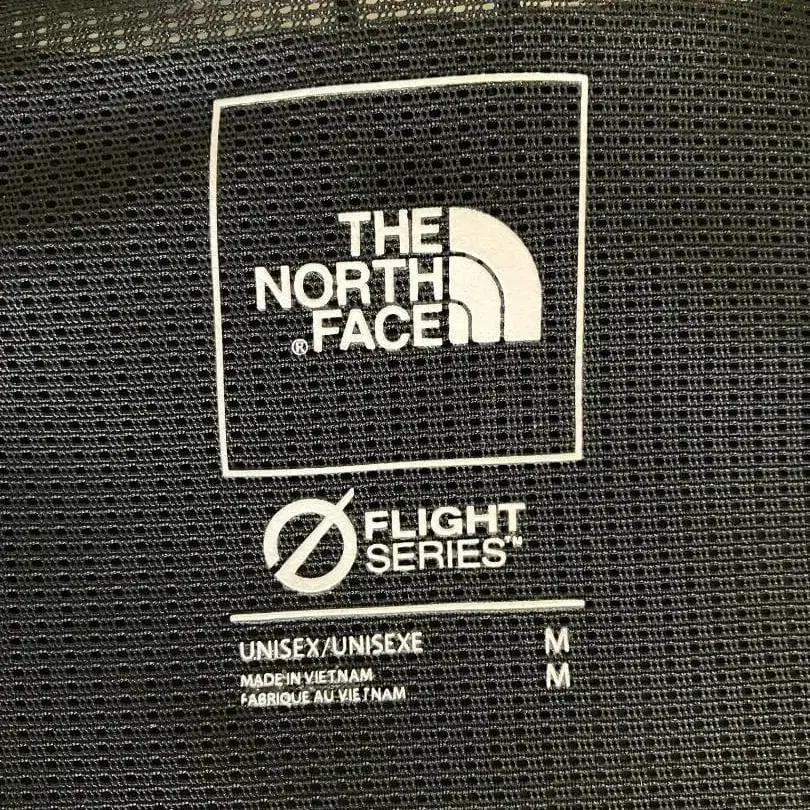 THE
NORTH
®FACE
FLIGHT
SERIES™
UNISEX/UNISEXE M
MADE IN VIETNAM M
FABRIQUE AU VIETNAM